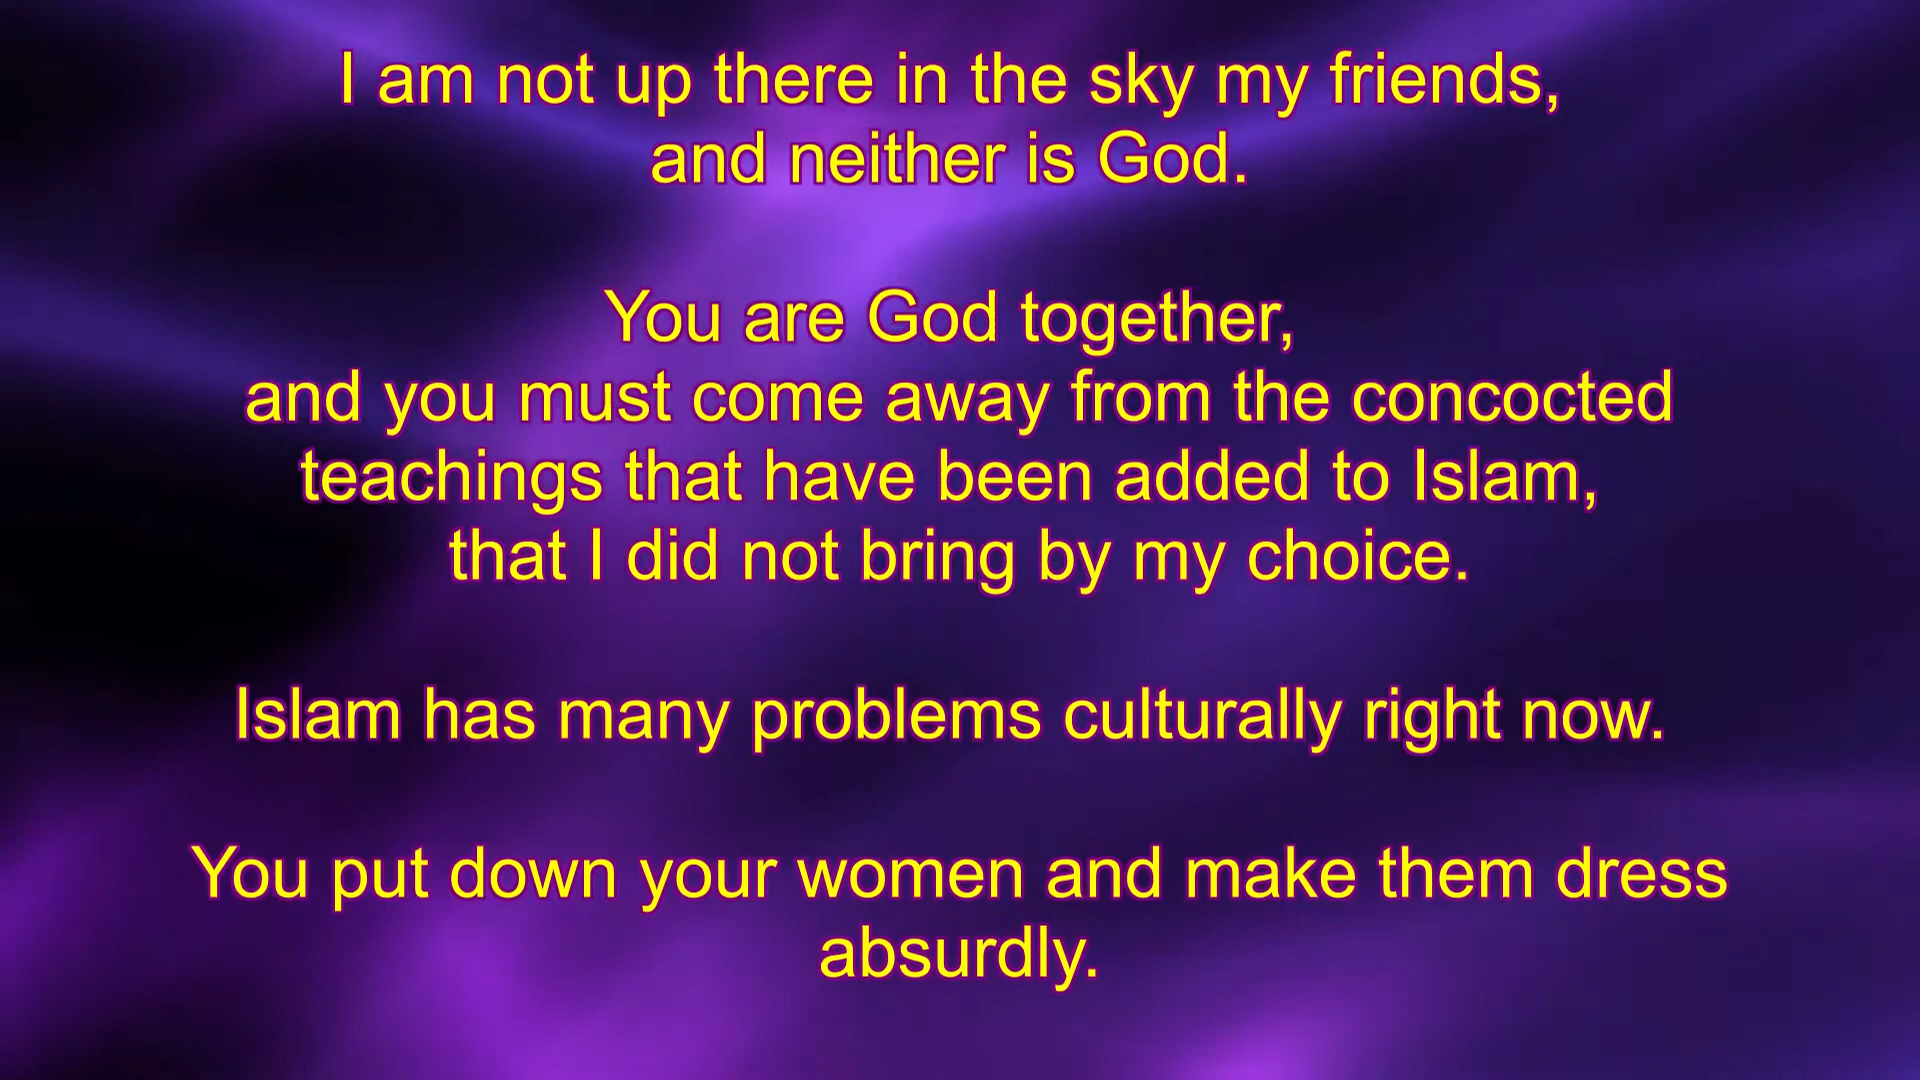 I am not up there in the sky my friends,
and neither is God.
You are God together,
and you must come away from the concocted
teachings that have been added to Islam,
that I did not bring by my choice.
Islam has many problems culturally right now.
You put down your women and make them dress
absurdly.